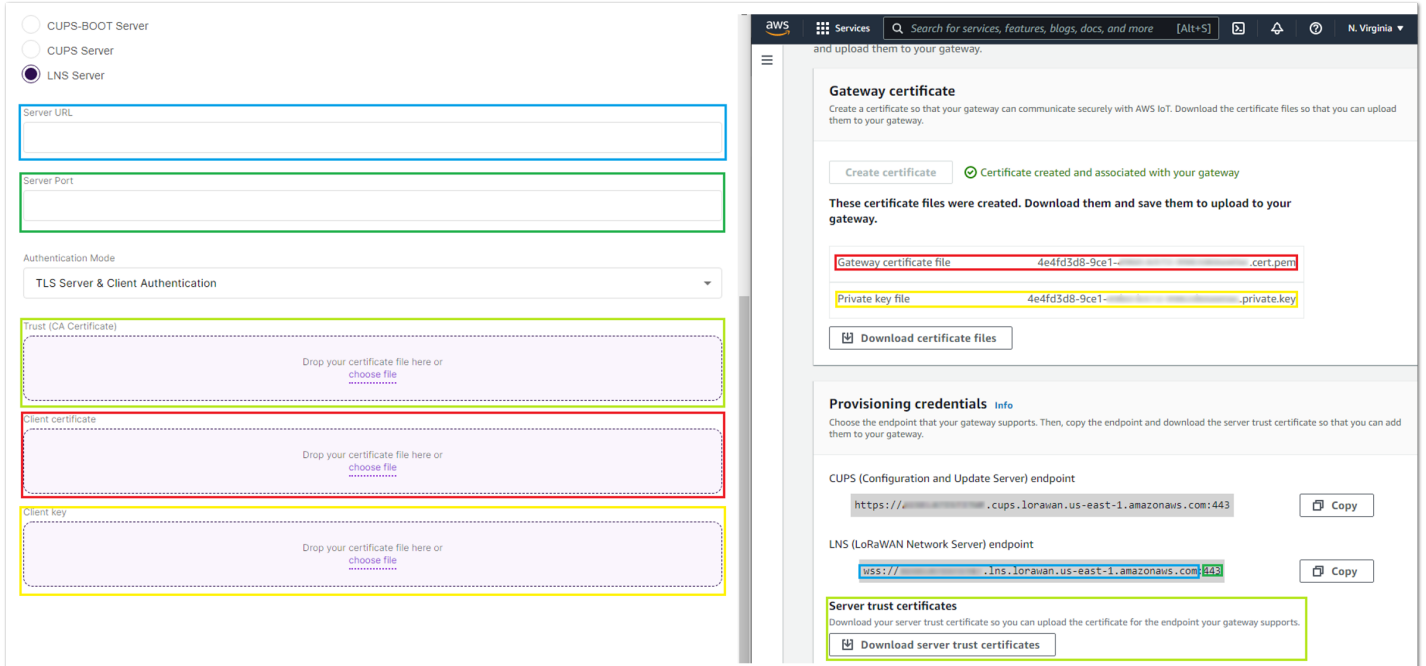 CUPS-BOOT Server
CUPS Server
LNS Server
Server URL
Server Port
Authentication Mode
TLS Server & Client Authentication
Trust (CA Certificate)
Drop your certificate file here or
choose file
Client certificate
Drop your certificate file here or
choose file
Client key
Drop your certificate file here or
choose file
aws
Services
Search for services, features, blogs, docs, and more
[Alt+S]
N. Virginia
and upload them to your gateway.
Gateway certificate
Create a certificate so that your gateway can communicate securely with AWS IoT. Download the certificate files so that you can upload
them to your gateway.
Create certificate
Certificate created and associated with your gateway
These certificate files were created. Download them and save them to upload to your
gateway.
Gateway certificate file 4e4fd3d8-9ce1- .cert.pem
Private key file 4e4fd3d8-9ce1- .private.key
Download certificate files
Provisioning credentials Info
Choose the endpoint that your gateway supports. Then, copy the endpoint and download the server trust certificate so that you can add
them to your gateway.
CUPS (Configuration and Update Server) endpoint
https:// .cups.lorawan.us-east-1.amazonaws.com:443
Copy
LNS (LoRaWAN Network Server) endpoint
wss:// .lns.lorawan.us-east-1.amazonaws.com:443
Copy
Server trust certificates
Download your server trust certificate so you can upload the certificate for the endpoint your gateway supports.
Download server trust certificates